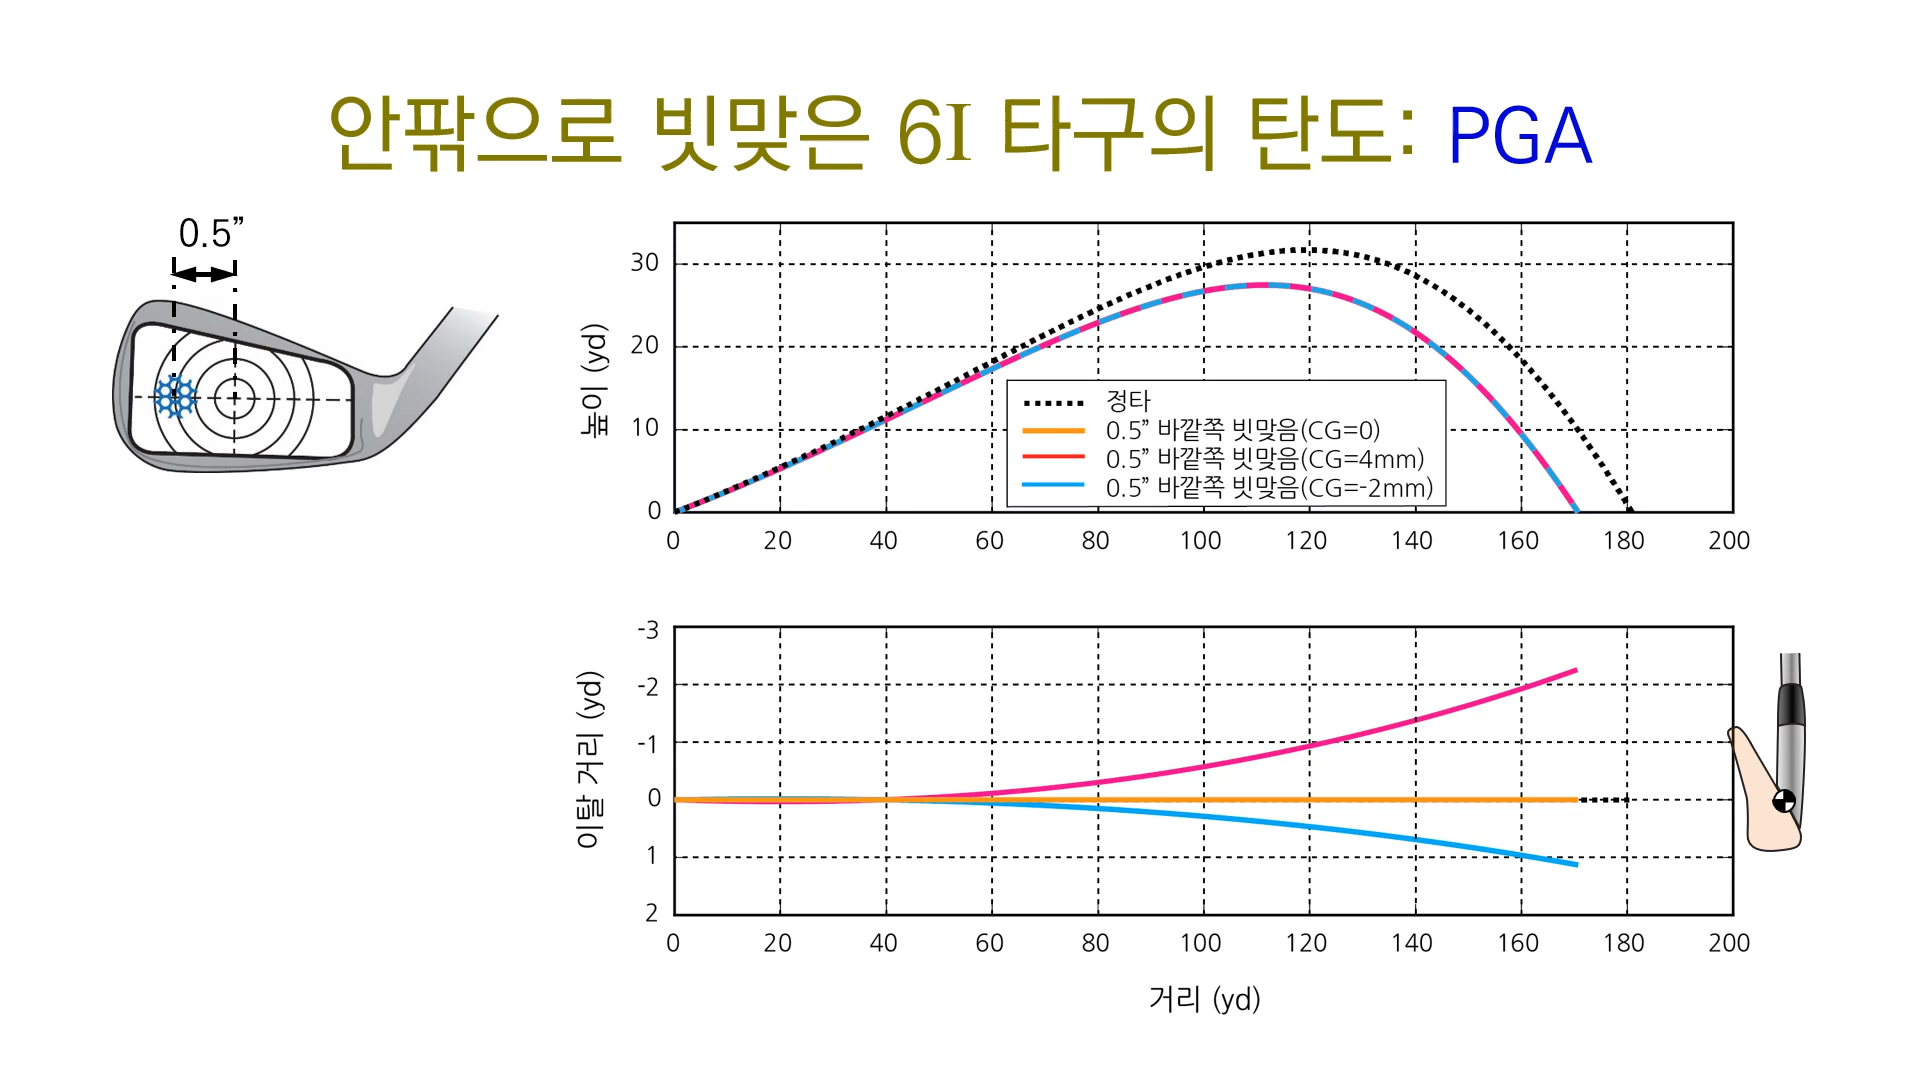 안팎으로 빗맞은 6I 타구의 탄도: PGA
0.5”
높이 (yd)
30
20
10
0
정타
0.5” 바깥쪽 빗맞음(CG=0)
0.5” 바깥쪽 빗맞음(CG=4mm)
0.5” 바깥쪽 빗맞음(CG=-2mm)
0 20 40 60 80 100 120 140 160 180 200
이탈 거리 (yd)
-3
-2
-1
0
1
2
0 20 40 60 80 100 120 140 160 180 200
거리 (yd)